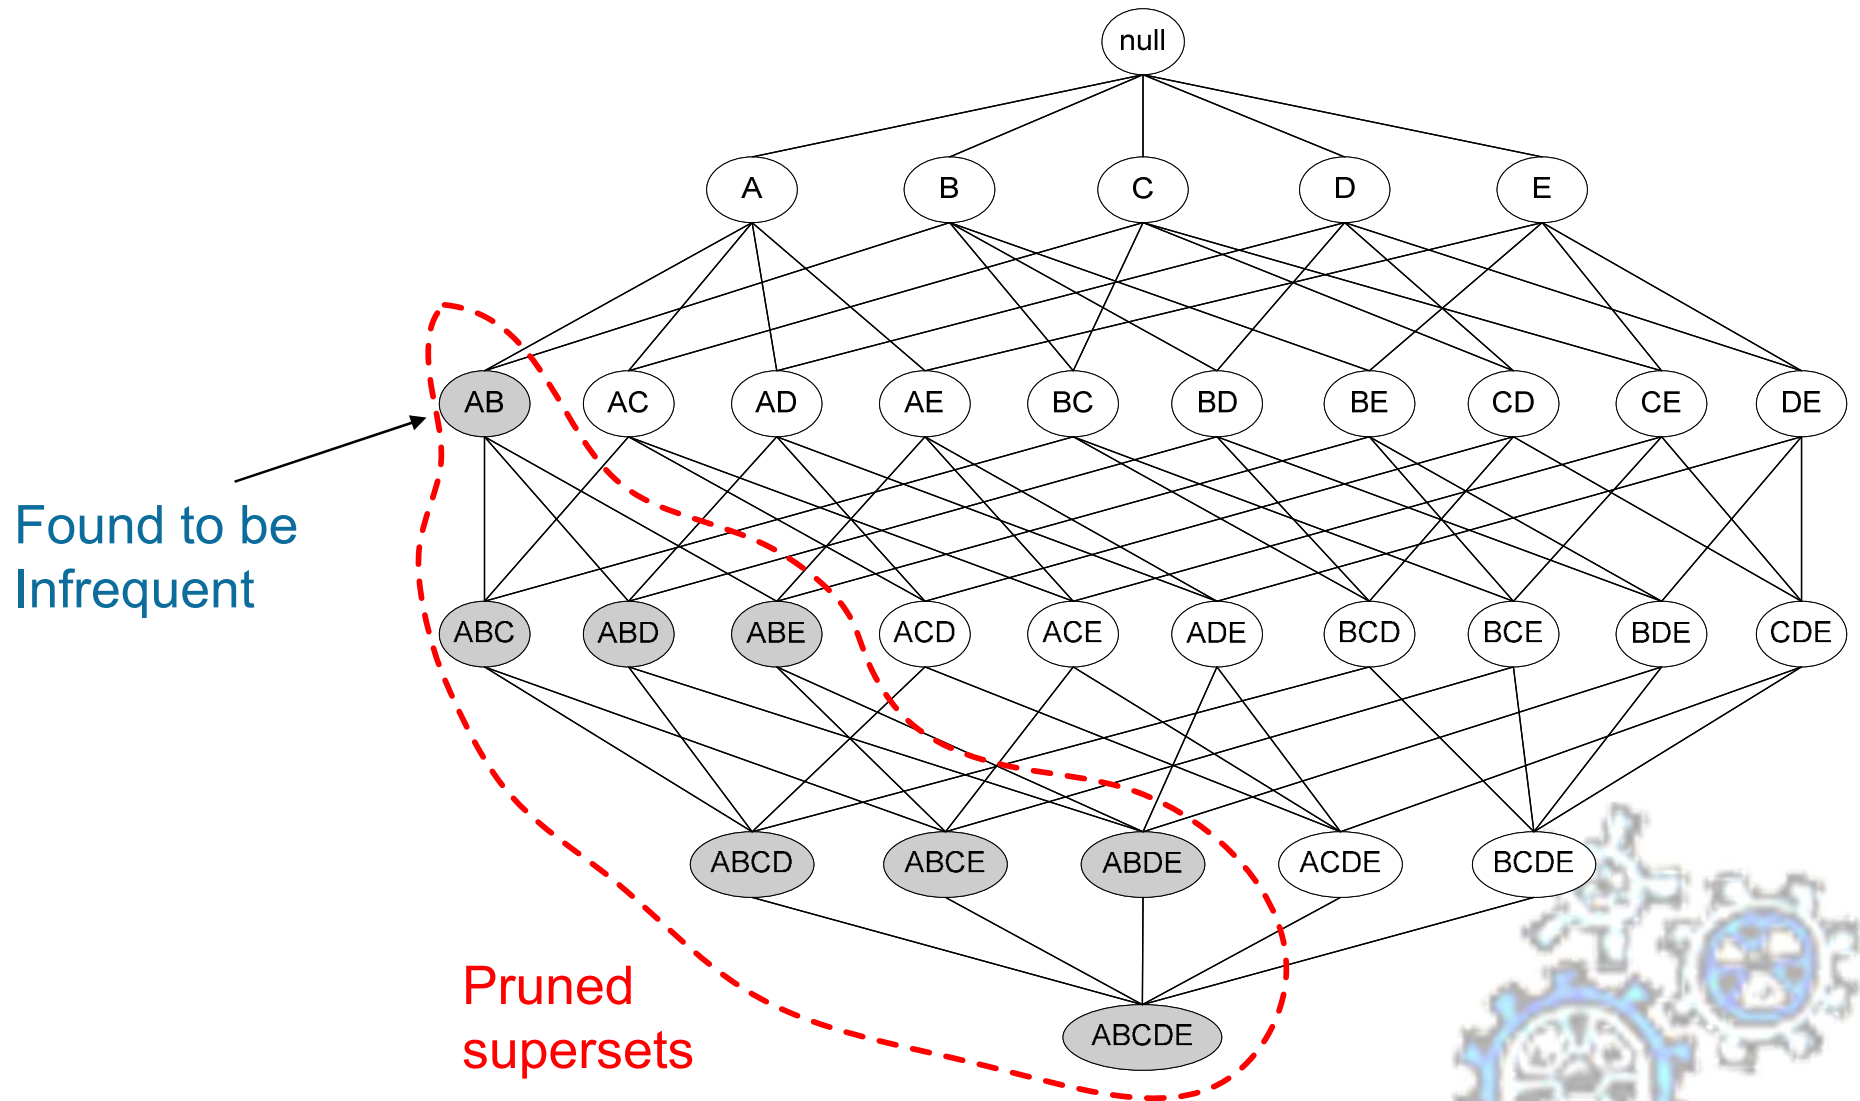 null
A B C D E
AB AC AD AE BC BD BE CD CE DE
Found to be
Infrequent
ABC ABD ABE ACD ACE ADE BCD BCE BDE CDE
ABCD ABCE ABDE ACDE BCDE
Pruned
supersets
ABCDE